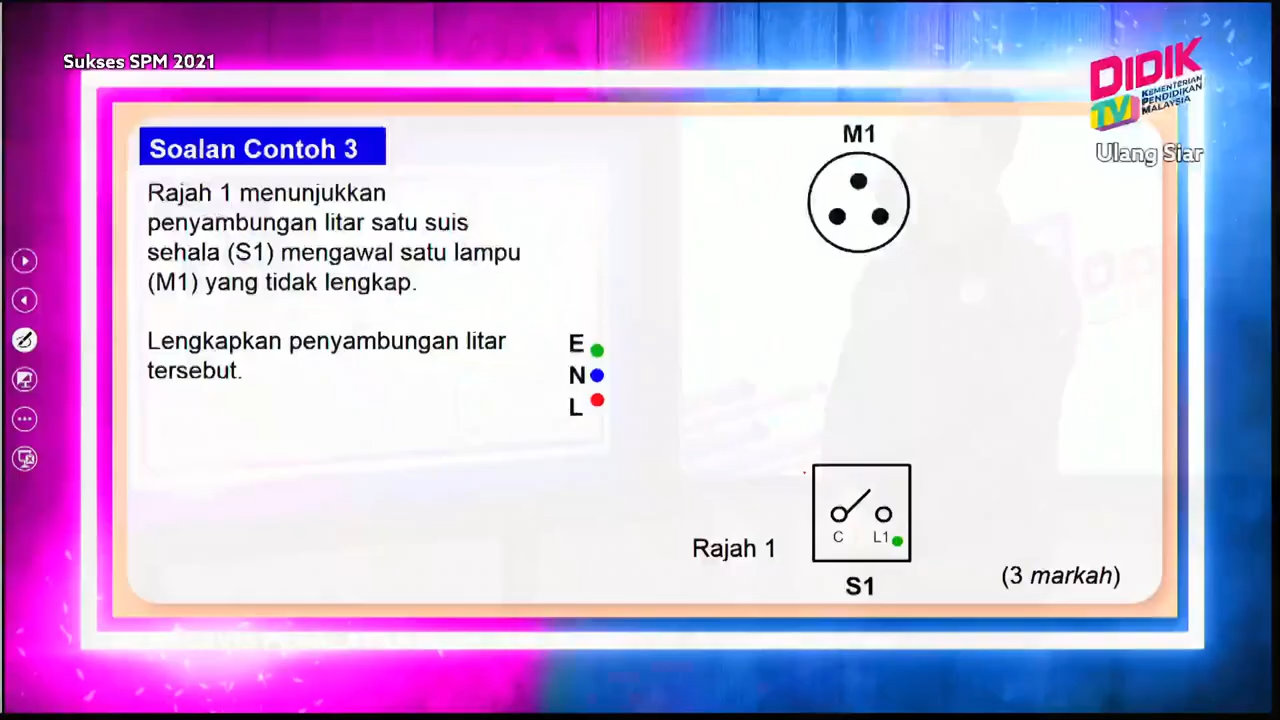 Sukses SPM 2021
DIDIK
TV
KEMENTERIAN
PENDIDIKAN
MALAYSIA
Ulang Siar
Soalan Contoh 3
Rajah 1 menunjukkan
penyambungan litar satu suis
sehala (S1) mengawal satu lampu
(M1) yang tidak lengkap.
Lengkapkan penyambungan litar
tersebut.
M1
E
N
L
C L1
S1
Rajah 1
(3 markah)